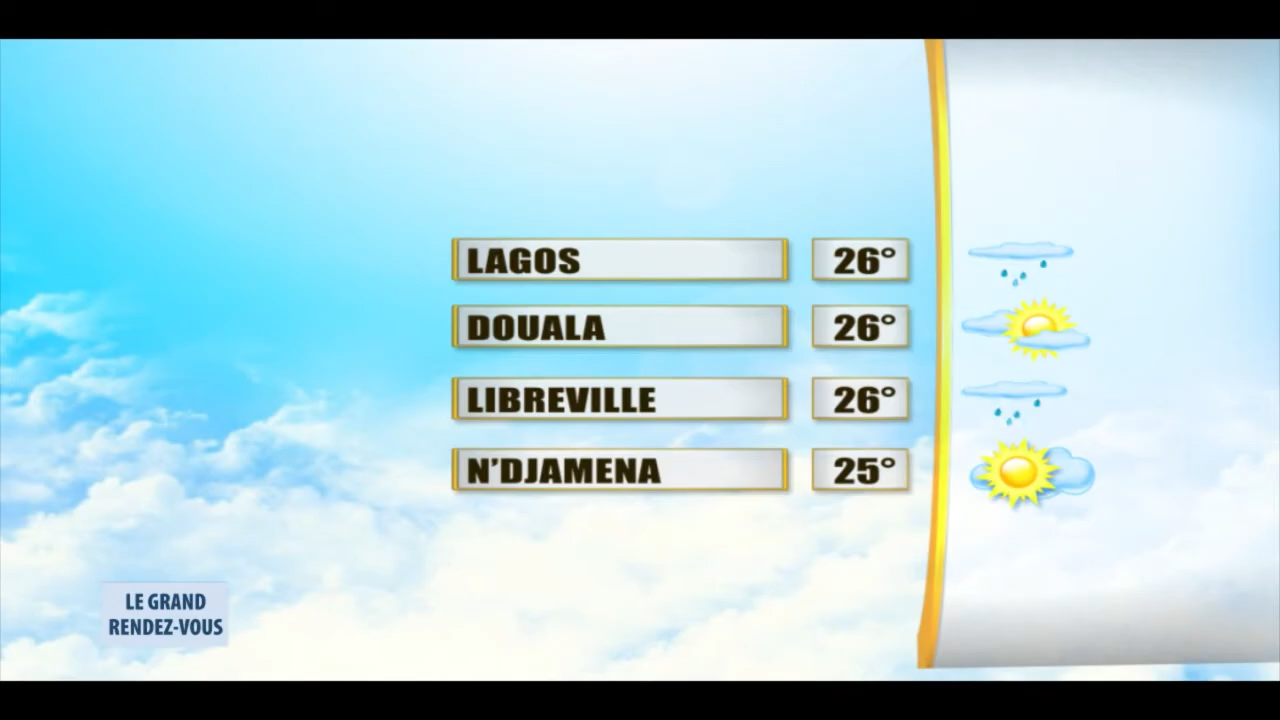 LAGOS 26°
DOUALA 26°
LIBREVILLE 26°
N'DJAMENA 25°
LE GRAND
RENDEZ-VOUS